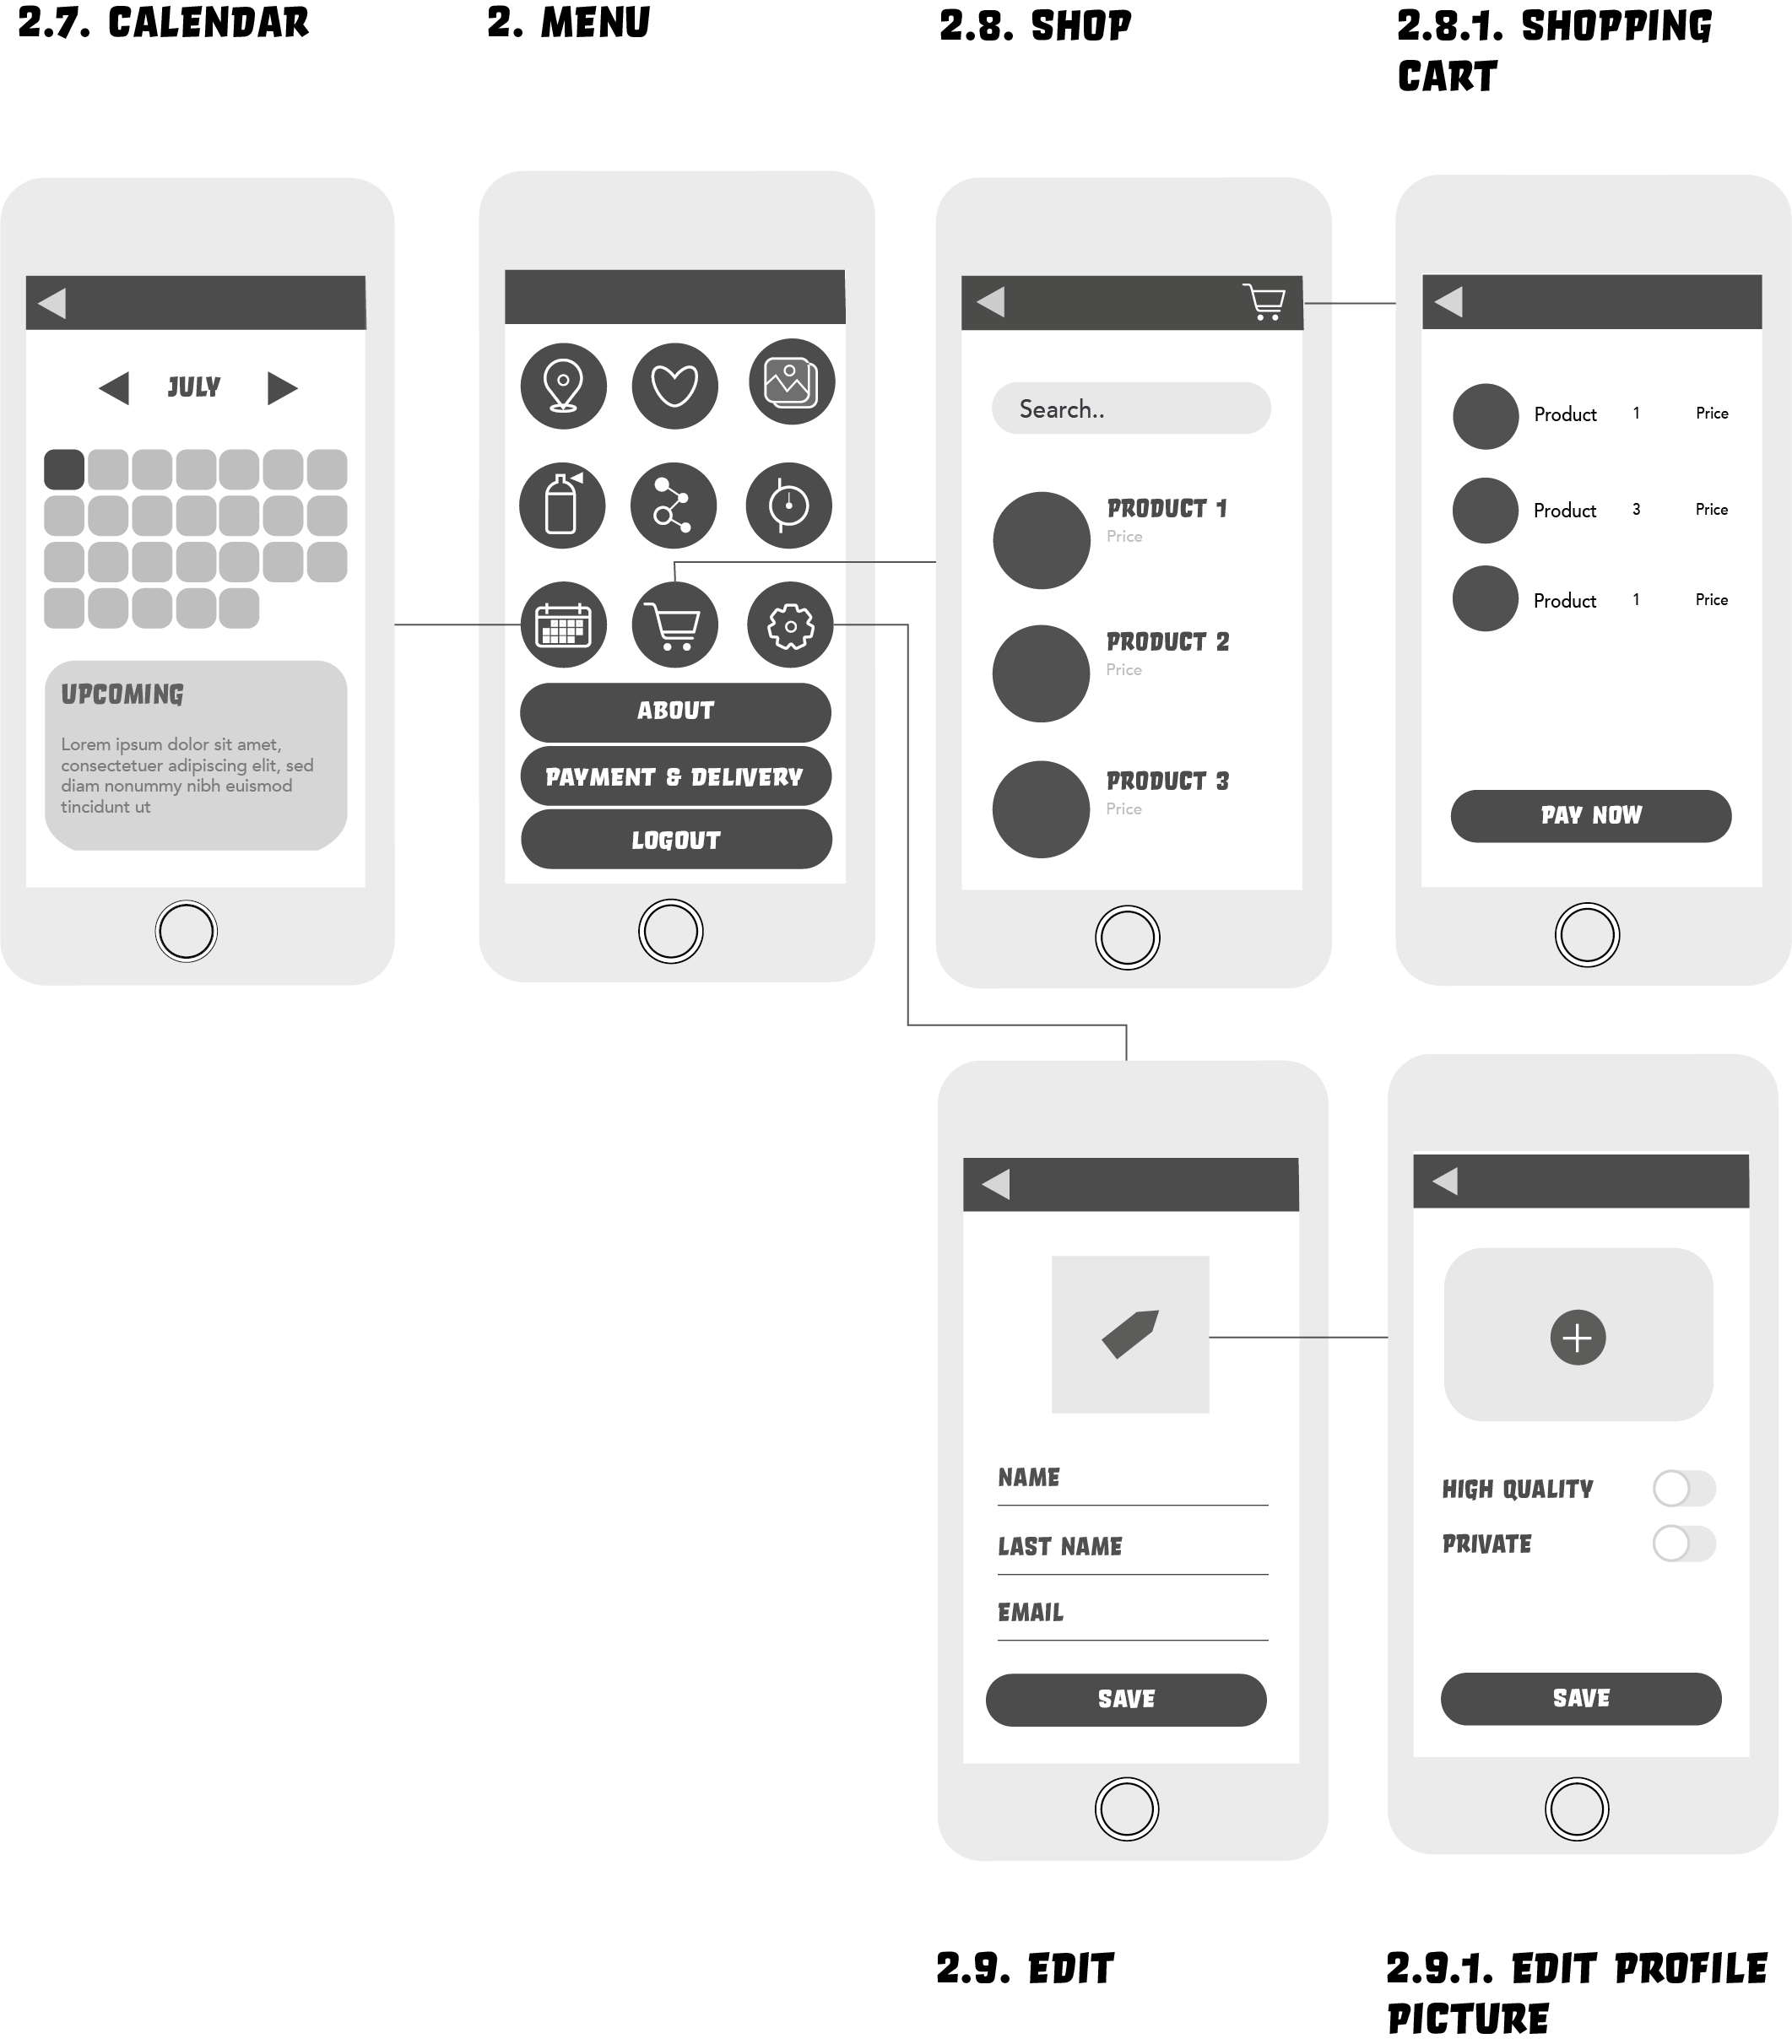 2.7. CALENDAR
2. MENU
2.8. SHOP
2.8.1. SHOPPING
CART
JULY
UPCOMING
Lorem ipsum dolor sit amet,
consectetuer adipiscing elit, sed
diam nonummy nibh euismod
tincidunt ut
ABOUT
PAYMENT & DELIVERY
LOGOUT
Search..
PRODUCT 1
Price
PRODUCT 2
Price
PRODUCT 3
Price
Product 1 Price
Product 3 Price
Product 1 Price
PAY NOW
NAME
LAST NAME
EMAIL
SAVE
HIGH QUALITY
PRIVATE
SAVE
2.9. EDIT
2.9.1. EDIT PROFILE
PICTURE